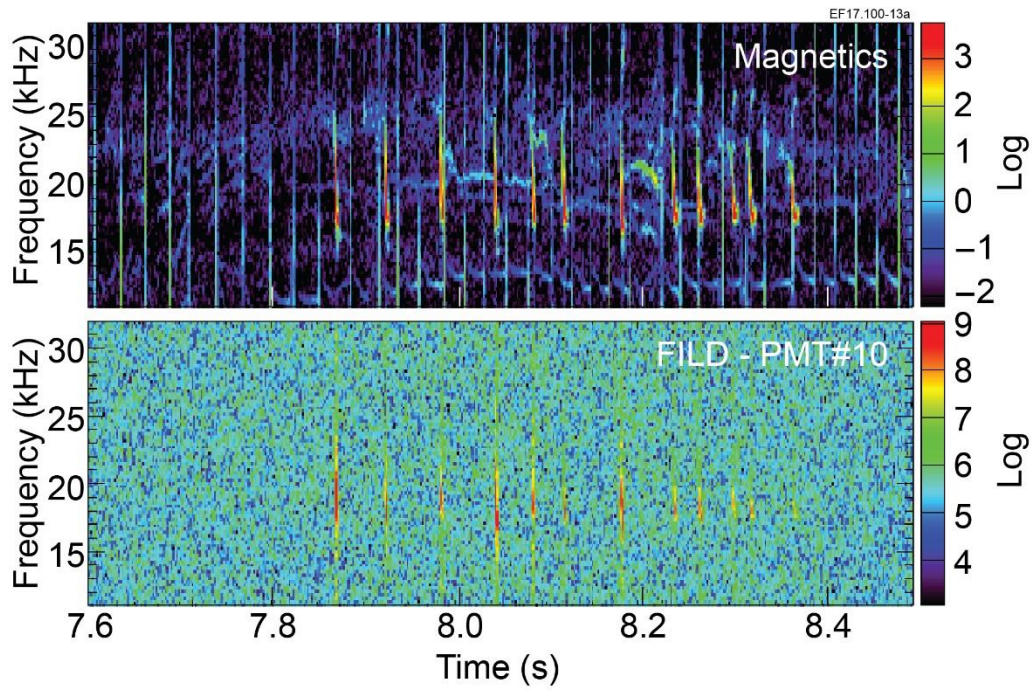 EF17.100-13a
Magnetics
Frequency (kHz)
30
25
20
15
3
2
1
0
−1
−2
Log
FILD - PMT#10
Frequency (kHz)
30
25
20
15
9
8
7
6
5
4
Log
7.6 7.8 8.0 8.2 8.4
Time (s)